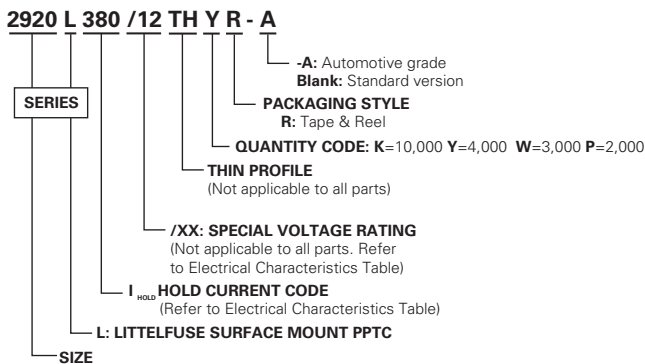 2920 L 380 /12 TH Y R - A
-A: Automotive grade
Blank: Standard version
SERIES
PACKAGING STYLE
R: Tape & Reel
QUANTITY CODE: K=10,000 Y=4,000 W=3,000 P=2,000
THIN PROFILE
(Not applicable to all parts)
/XX: SPECIAL VOLTAGE RATING
(Not applicable to all parts. Refer
to Electrical Characteristics Table)
I HOLD HOLD CURRENT CODE
(Refer to Electrical Characteristics Table)
L: LITTELFUSE SURFACE MOUNT PPTC
SIZE